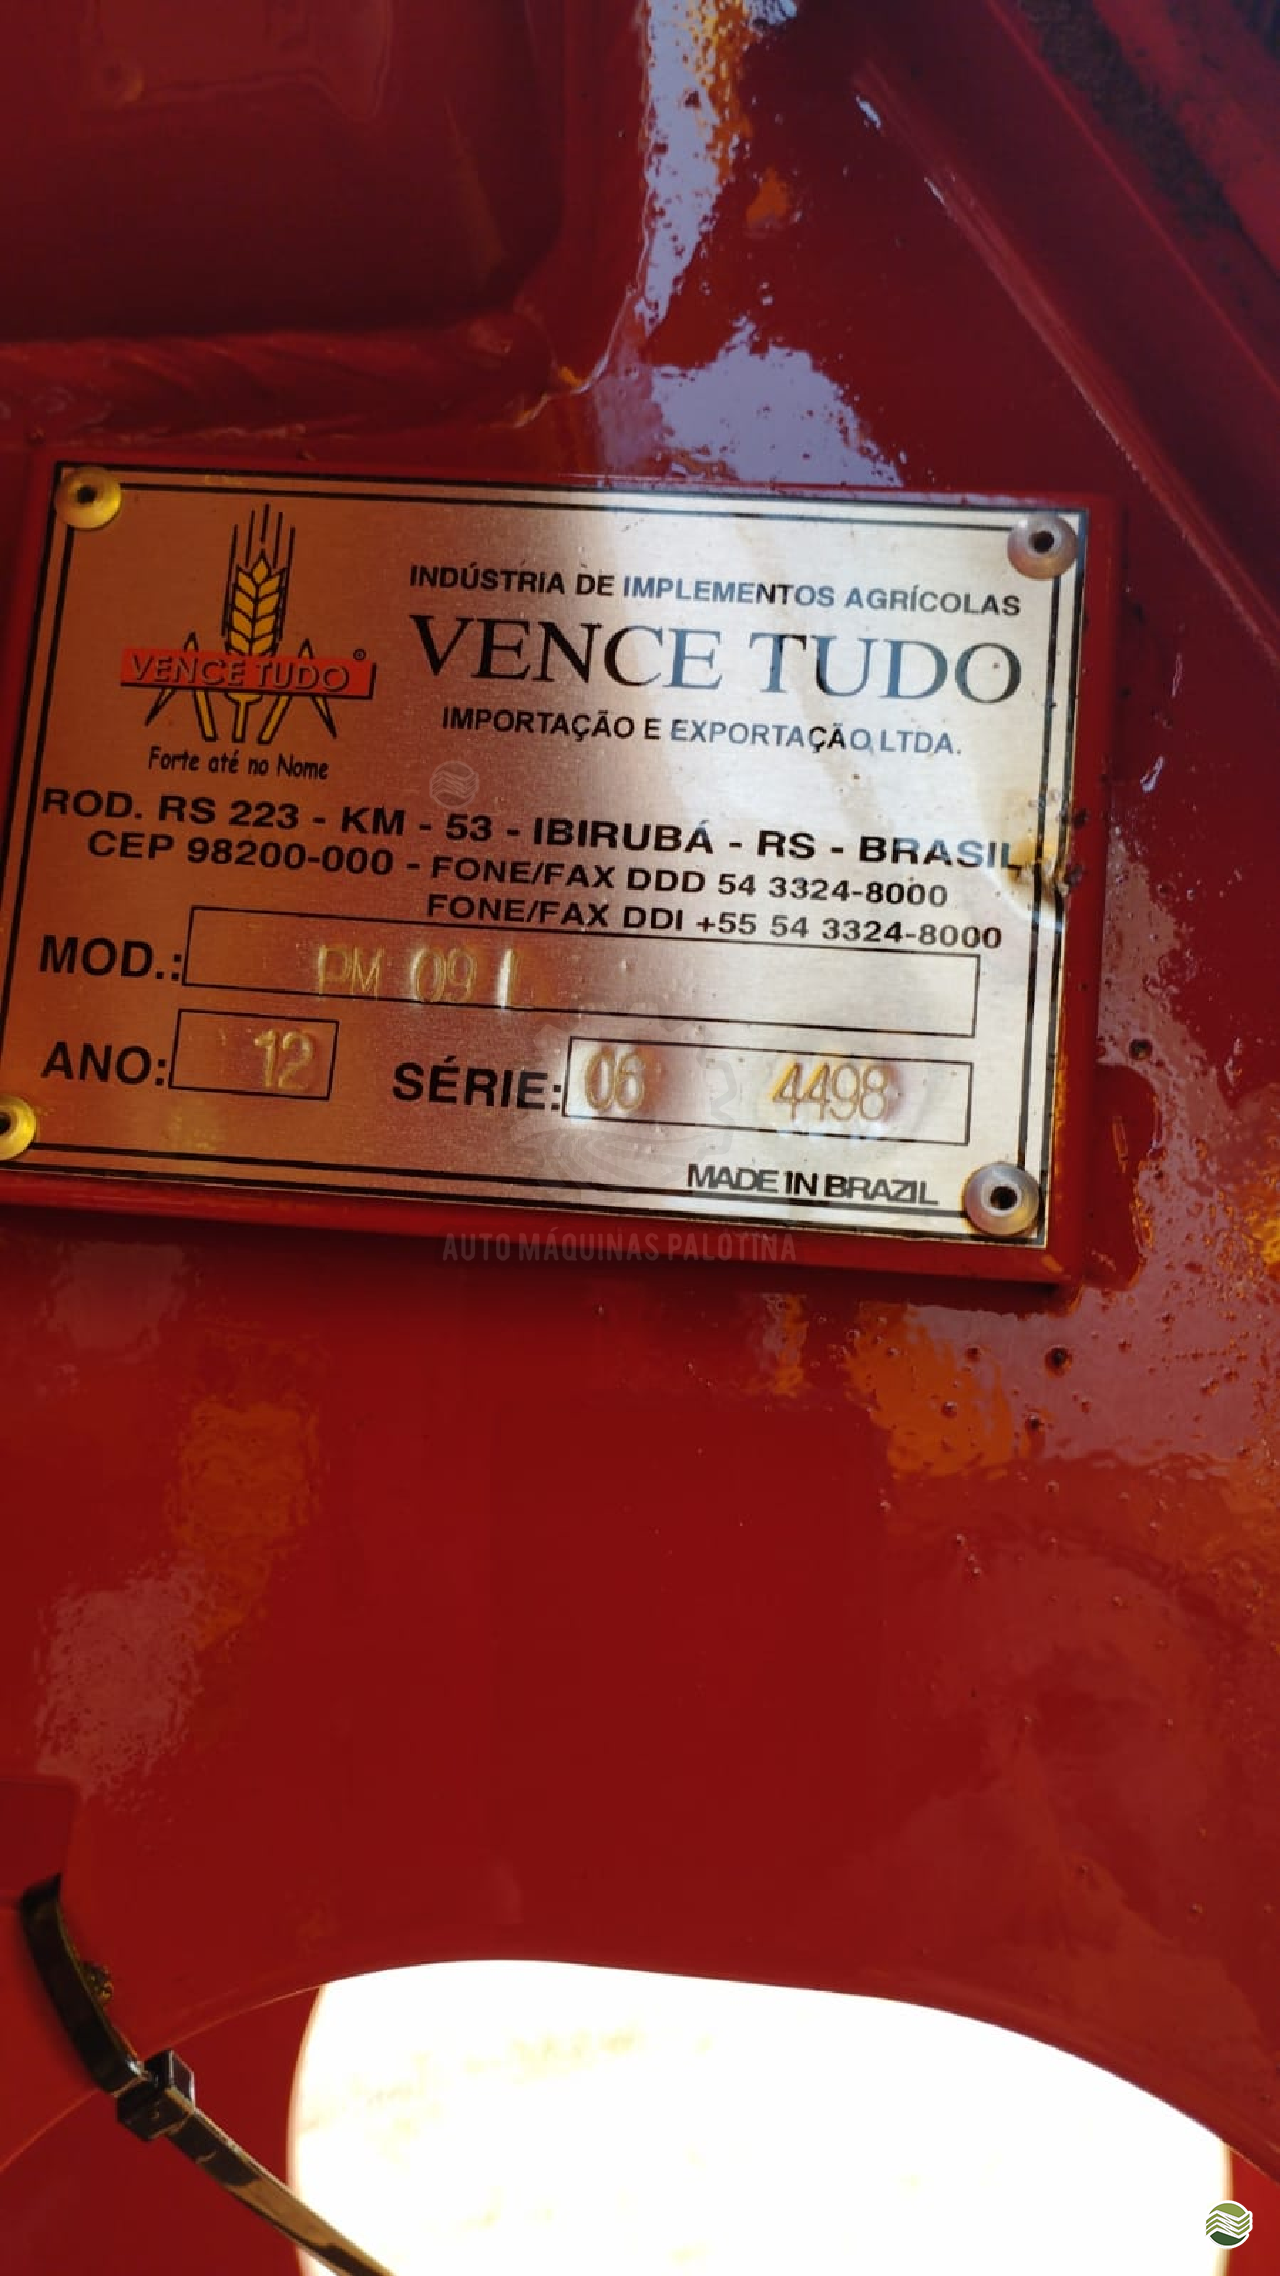 VENCE TUDO®
Forte até no Nome
INDÚSTRIA DE IMPLEMENTOS AGRÍCOLAS
VENCE TUDO
IMPORTAÇÃO E EXPORTAÇÃO LTDA.
ROD. RS 223 - KM - 53 - IBIRUBÁ - RS - BRASIL
CEP 98200-000 - FONE/FAX DDD 54 3324-8000
FONE/FAX DDI +55 54 3324-8000
MOD.: PM 09 L
ANO: 12 SÉRIE: 06 4498
MADE IN BRAZIL
AUTO MÁQUINAS PALOTINA